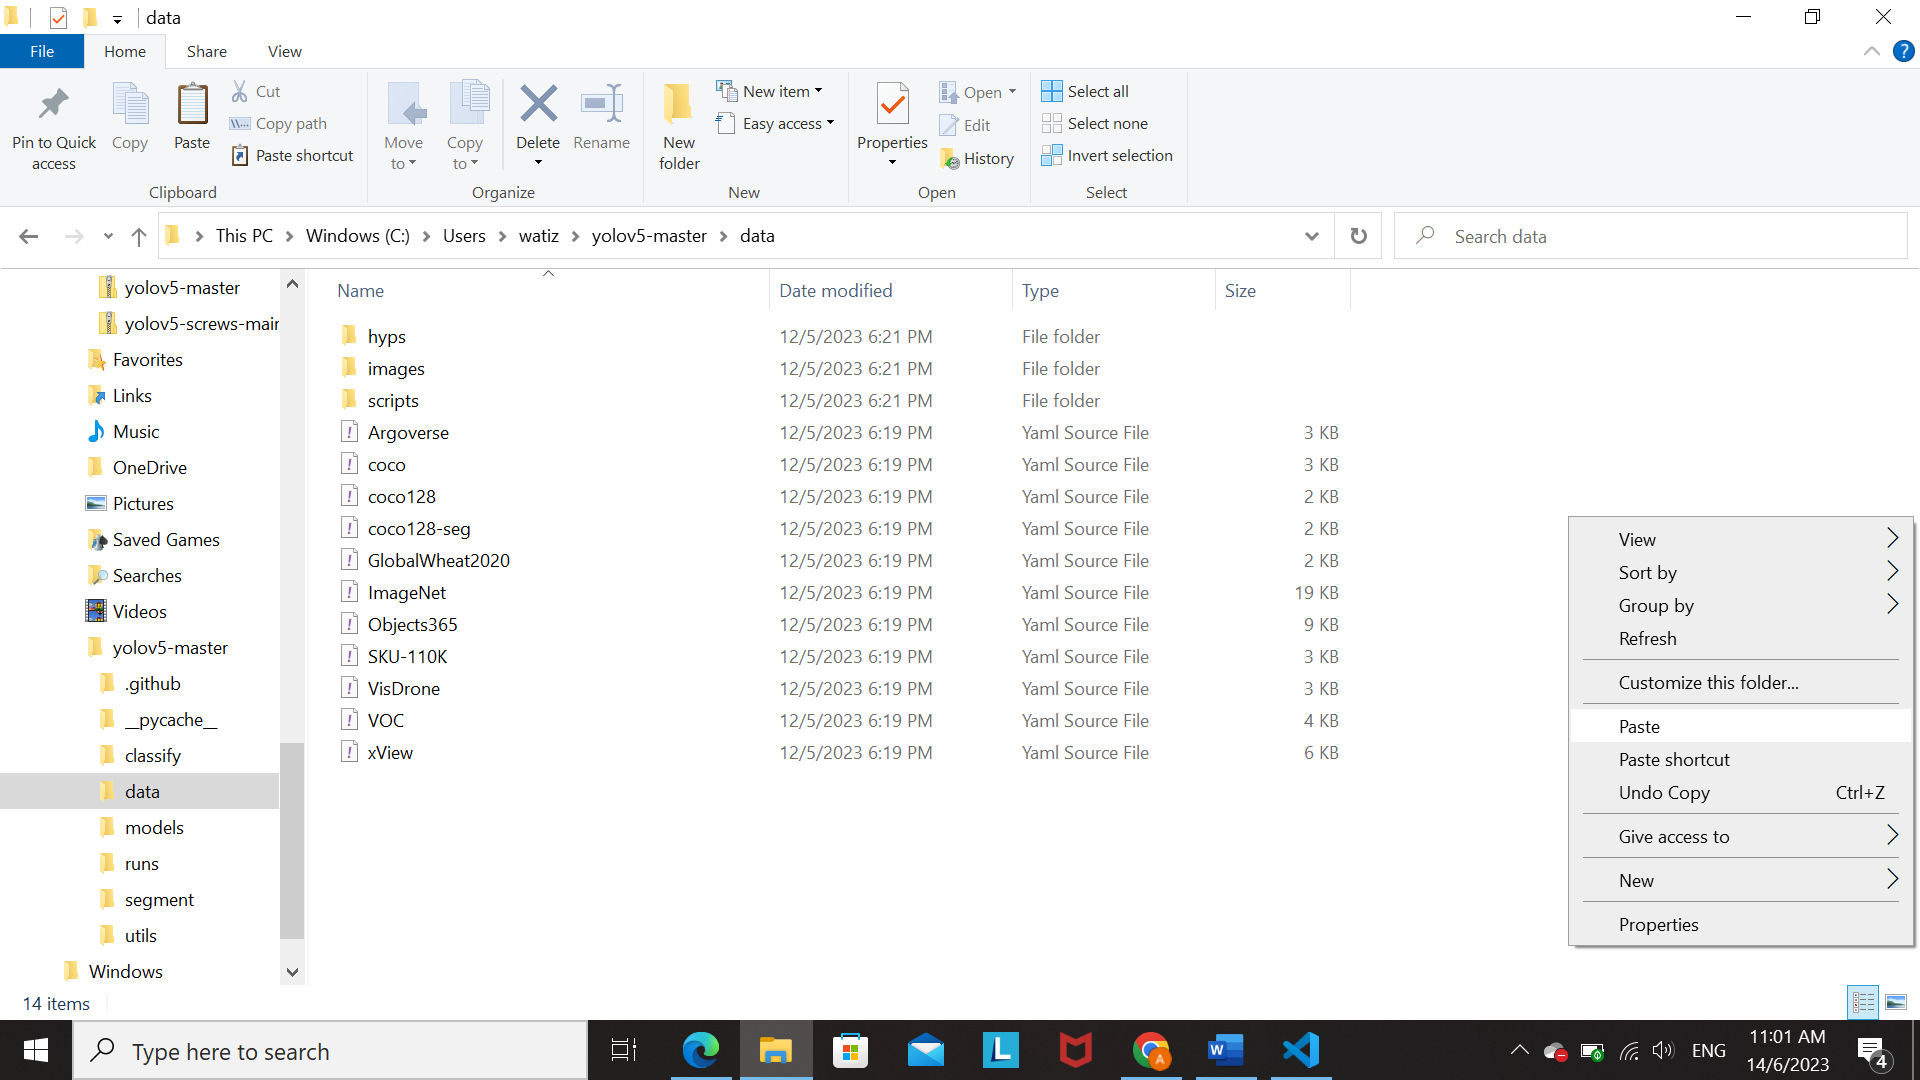 data
File Home Share View
Pin to Quick access
Copy
Paste
Cut
Copy path
Paste shortcut
Clipboard
Move to
Copy to
Delete
Rename
Organize
New folder
New item
Easy access
New
Properties
Open
Edit
History
Open
Select all
Select none
Invert selection
Select
This PC Windows (C:) Users watiz yolov5-master data
Search data
yolov5-master
yolov5-screws-mair
Favorites
Links
Music
OneDrive
Pictures
Saved Games
Searches
Videos
yolov5-master
.github
__pycache__
classify
data
models
runs
segment
utils
Windows
Name Date modified Type Size
hyps 12/5/2023 6:21 PM File folder
images 12/5/2023 6:21 PM File folder
scripts 12/5/2023 6:21 PM File folder
Argoverse 12/5/2023 6:19 PM Yaml Source File 3 KB
coco 12/5/2023 6:19 PM Yaml Source File 3 KB
coco128 12/5/2023 6:19 PM Yaml Source File 2 KB
coco128-seg 12/5/2023 6:19 PM Yaml Source File 2 KB
GlobalWheat2020 12/5/2023 6:19 PM Yaml Source File 2 KB
ImageNet 12/5/2023 6:19 PM Yaml Source File 19 KB
Objects365 12/5/2023 6:19 PM Yaml Source File 9 KB
SKU-110K 12/5/2023 6:19 PM Yaml Source File 3 KB
VisDrone 12/5/2023 6:19 PM Yaml Source File 3 KB
VOC 12/5/2023 6:19 PM Yaml Source File 4 KB
xView 12/5/2023 6:19 PM Yaml Source File 6 KB
View
Sort by
Group by
Refresh
Customize this folder...
Paste
Paste shortcut
Undo Copy Ctrl+Z
Give access to
New
Properties
14 items
Type here to search
L
A
W
ENG
11:01 AM
14/6/2023
4